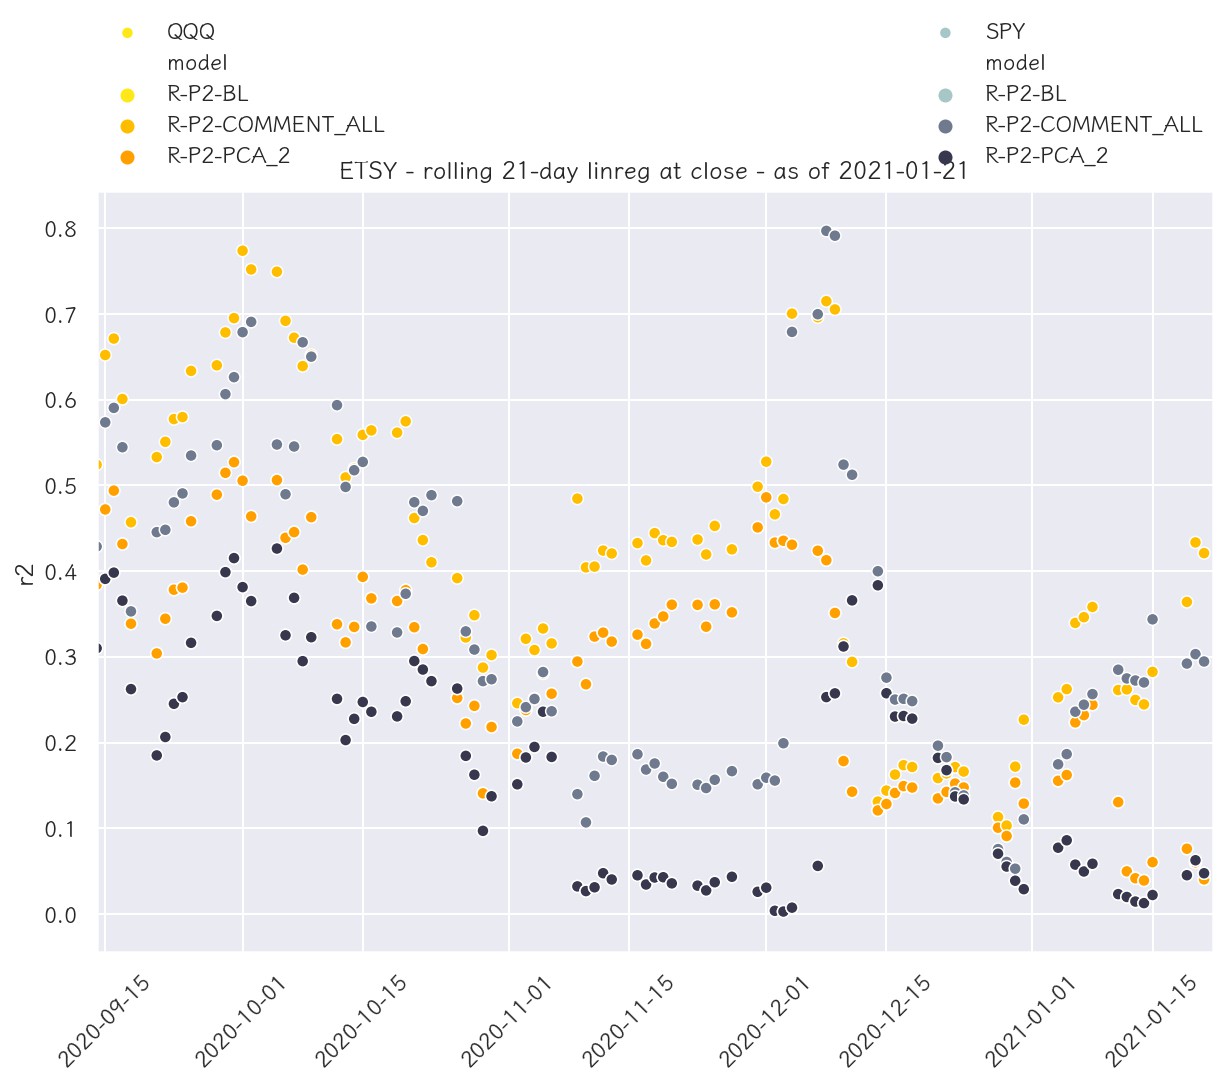 QQQ
model
R-P2-BL
R-P2-COMMENT_ALL
R-P2-PCA_2
SPY
model
R-P2-BL
R-P2-COMMENT_ALL
R-P2-PCA_2
ETSY - rolling 21-day linreg at close - as of 2021-01-21
r2
0.8
0.7
0.6
0.5
0.4
0.3
0.2
0.1
0.0
2020-09-15
2020-10-01
2020-10-15
2020-11-01
2020-11-15
2020-12-01
2020-12-15
2021-01-01
2021-01-15